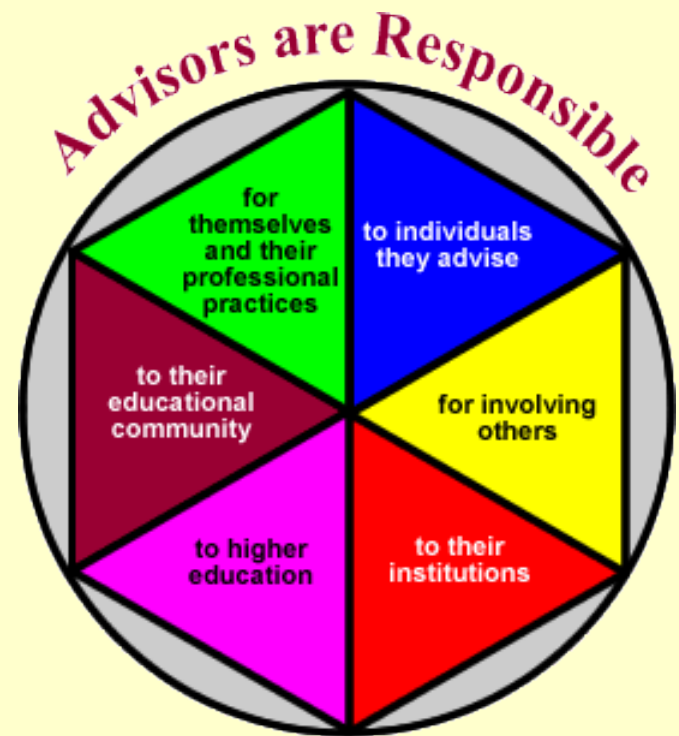 Advisors are Responsible
for
themselves
and their
professional
practices
to individuals
they advise
to their
educational
community
for involving
others
to higher
education
to their
institutions